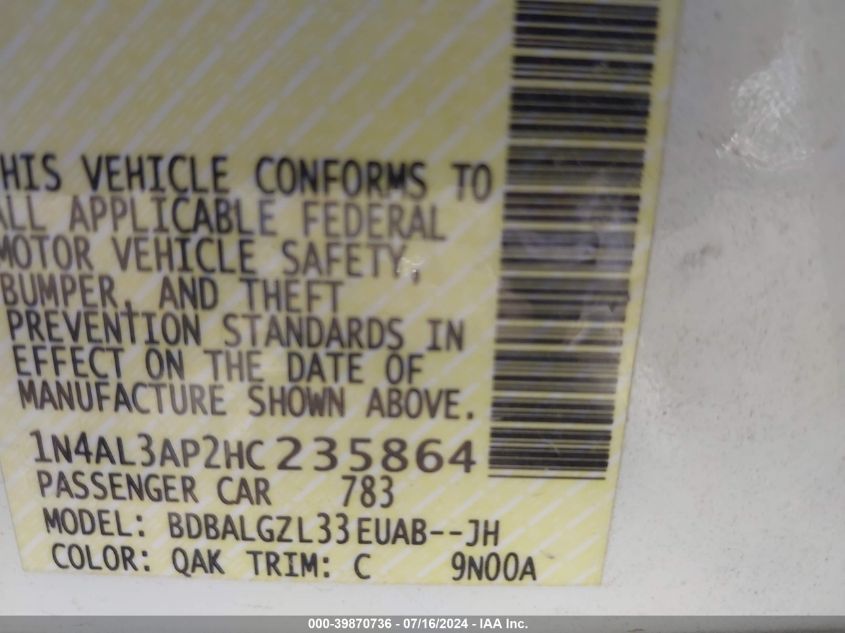 HIS VEHICLE CONFORMS TO
ALL APPLICABLE FEDERAL
MOTOR VEHICLE SAFETY,
BUMPER, AND THEFT
PREVENTION STANDARDS IN
EFFECT ON THE DATE OF
MANUFACTURE SHOWN ABOVE.
1N4AL3AP2HC235864
PASSENGER CAR 783
MODEL: BDBALGZL33EUAB--JH
COLOR: QAK TRIM: C 9N00A
000-39870736 - 07/16/2024 - IAA Inc.